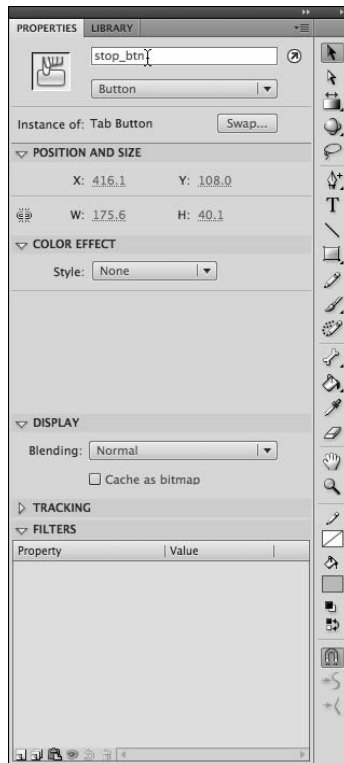 PROPERTIES LIBRARY
stop_btn
Button
Instance of: Tab Button Swap...
POSITION AND SIZE
X: 416.1 Y: 108.0
W: 175.6 H: 40.1
COLOR EFFECT
Style: None
DISPLAY
Blending: Normal
Cache as bitmap
TRACKING
FILTERS
Property Value
T